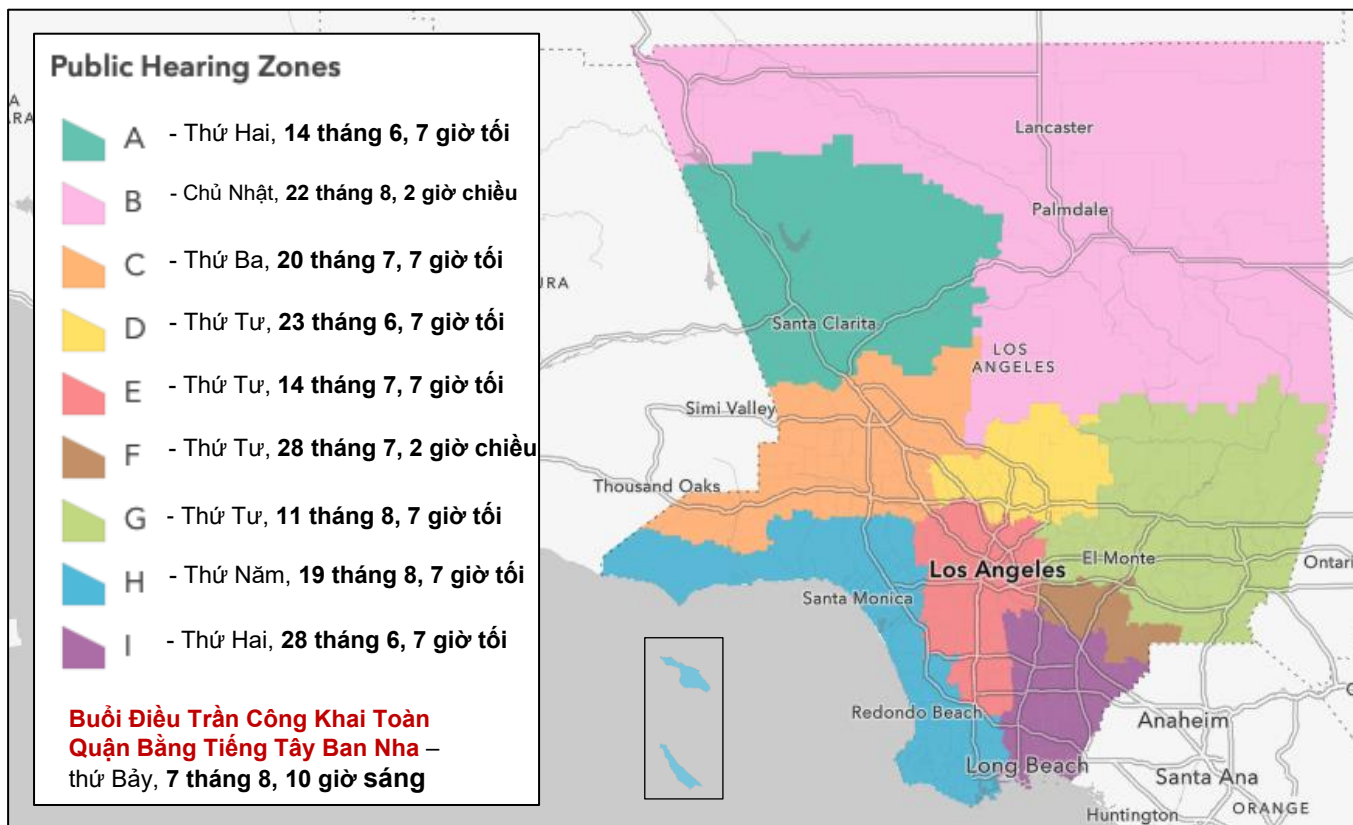 Public Hearing Zones
A - Thứ Hai, 14 tháng 6, 7 giờ tối
B - Chủ Nhật, 22 tháng 8, 2 giờ chiều
C - Thứ Ba, 20 tháng 7, 7 giờ tối
D - Thứ Tư, 23 tháng 6, 7 giờ tối
E - Thứ Tư, 14 tháng 7, 7 giờ tối
F - Thứ Tư, 28 tháng 7, 2 giờ chiều
G - Thứ Tư, 11 tháng 8, 7 giờ tối
H - Thứ Năm, 19 tháng 8, 7 giờ tối
I - Thứ Hai, 28 tháng 6, 7 giờ tối
Buổi Điều Trần Công Khai Toàn
Quận Bằng Tiếng Tây Ban Nha –
thứ Bảy, 7 tháng 8, 10 giờ sáng
A
RA
URA
Lancaster
Palmdale
Santa Clarita
LOS
ANGELES
Simi Valley
Thousand Oaks
El Monte
Los Angeles
Ontari
Santa Monica
Redondo Beach
Anaheim
Long Beach
Santa Ana
Huntington
ORANGE